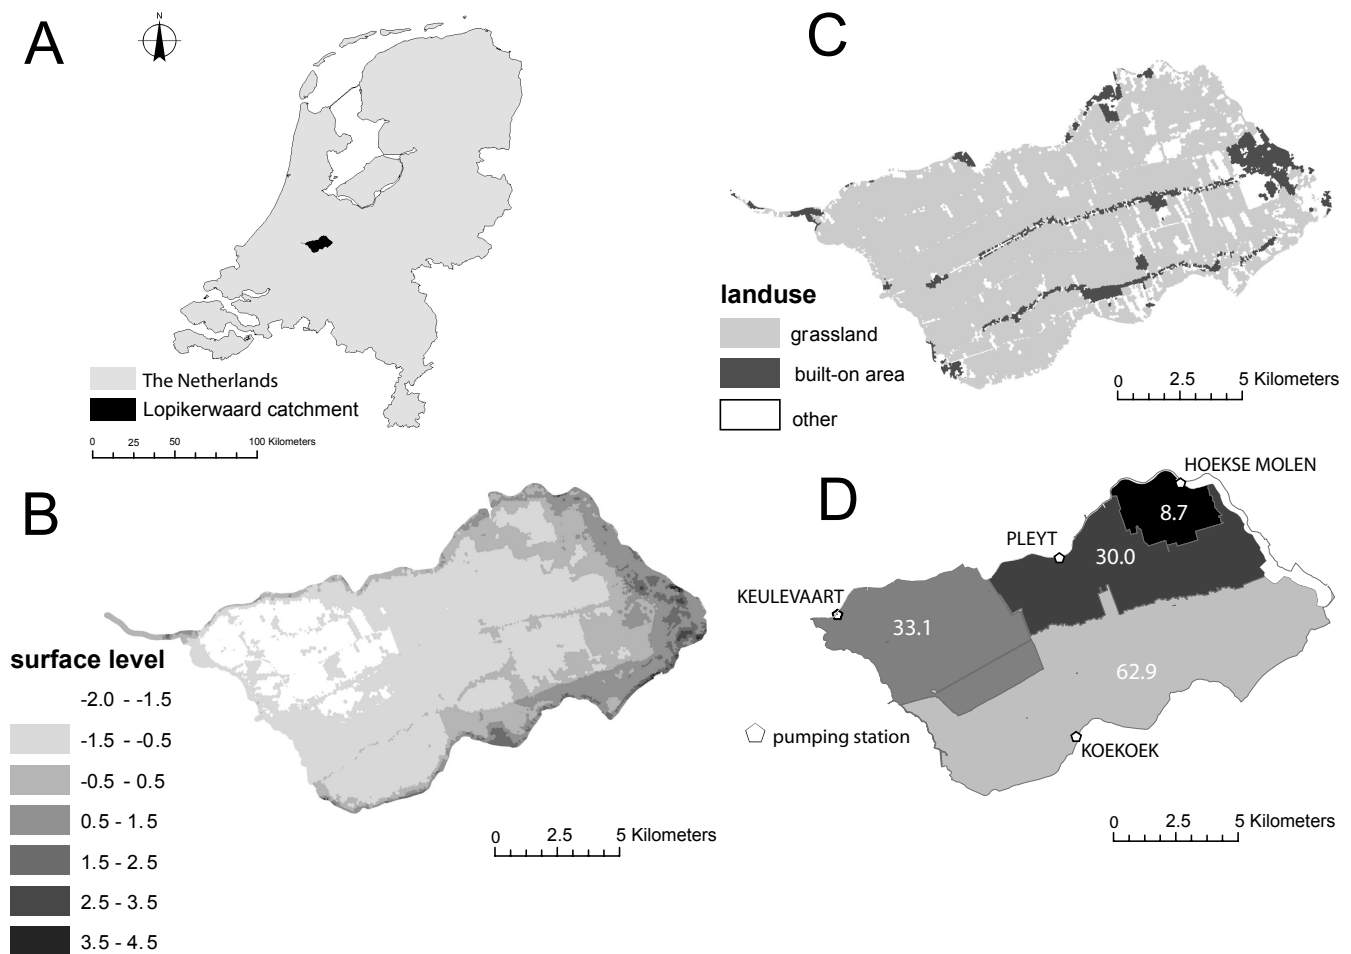 A
N
The Netherlands
Lopikerwaard catchment
0 25 50 100 Kilometers
B
surface level
-2.0 - -1.5
-1.5 - -0.5
-0.5 - 0.5
0.5 - 1.5
1.5 - 2.5
2.5 - 3.5
3.5 - 4.5
0 2.5 5 Kilometers
C
landuse
grassland
built-on area
other
0 2.5 5 Kilometers
D
HOEKSE MOLEN
8.7
PLEYT
30.0
KEULEVAART
33.1
62.9
pumping station
KOEKOEK
0 2.5 5 Kilometers